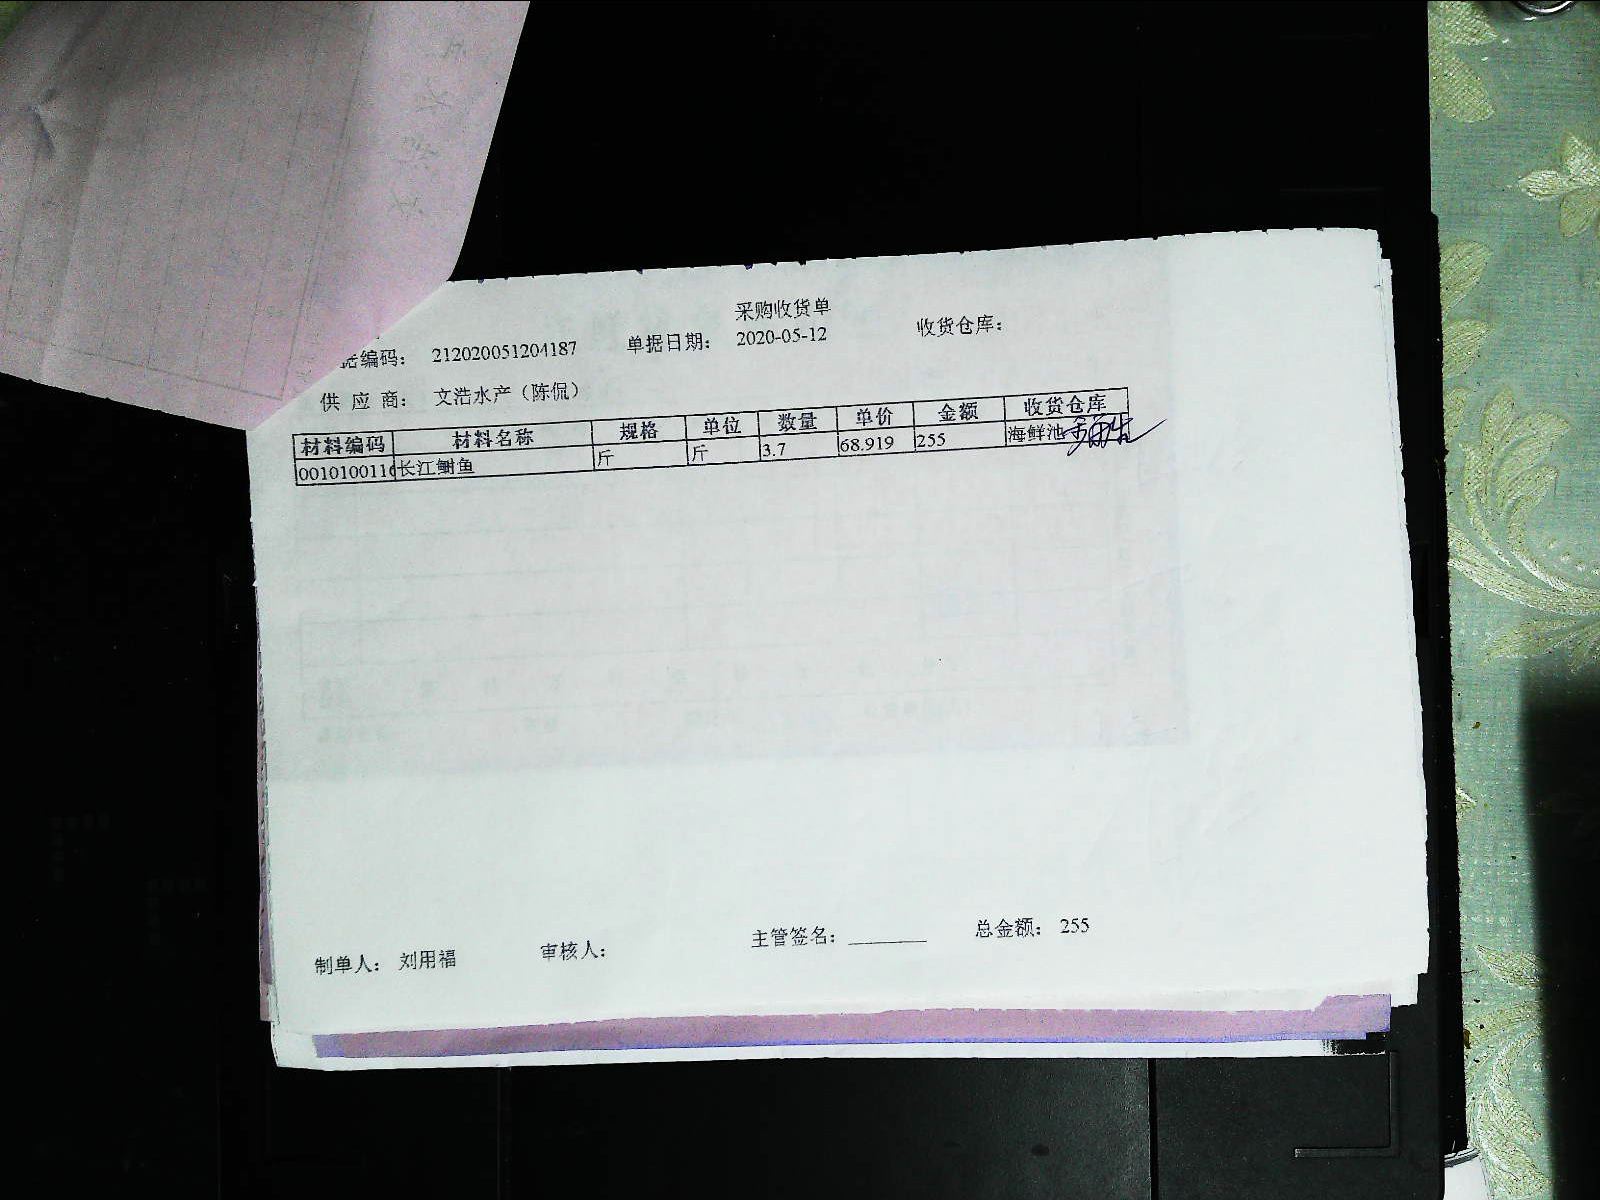 采购收货单
据编码： 212020051204187 单据日期： 2020-05-12 收货仓库：
供 应 商： 文浩水产（陈侃）
材料编码 材料名称 规格 单位 数量 单价 金额 收货仓库
0010100116 长江鮰鱼 斤 斤 3.7 68.919 255 海鲜池
制单人： 刘用福 审核人： 主管签名：________ 总金额： 255